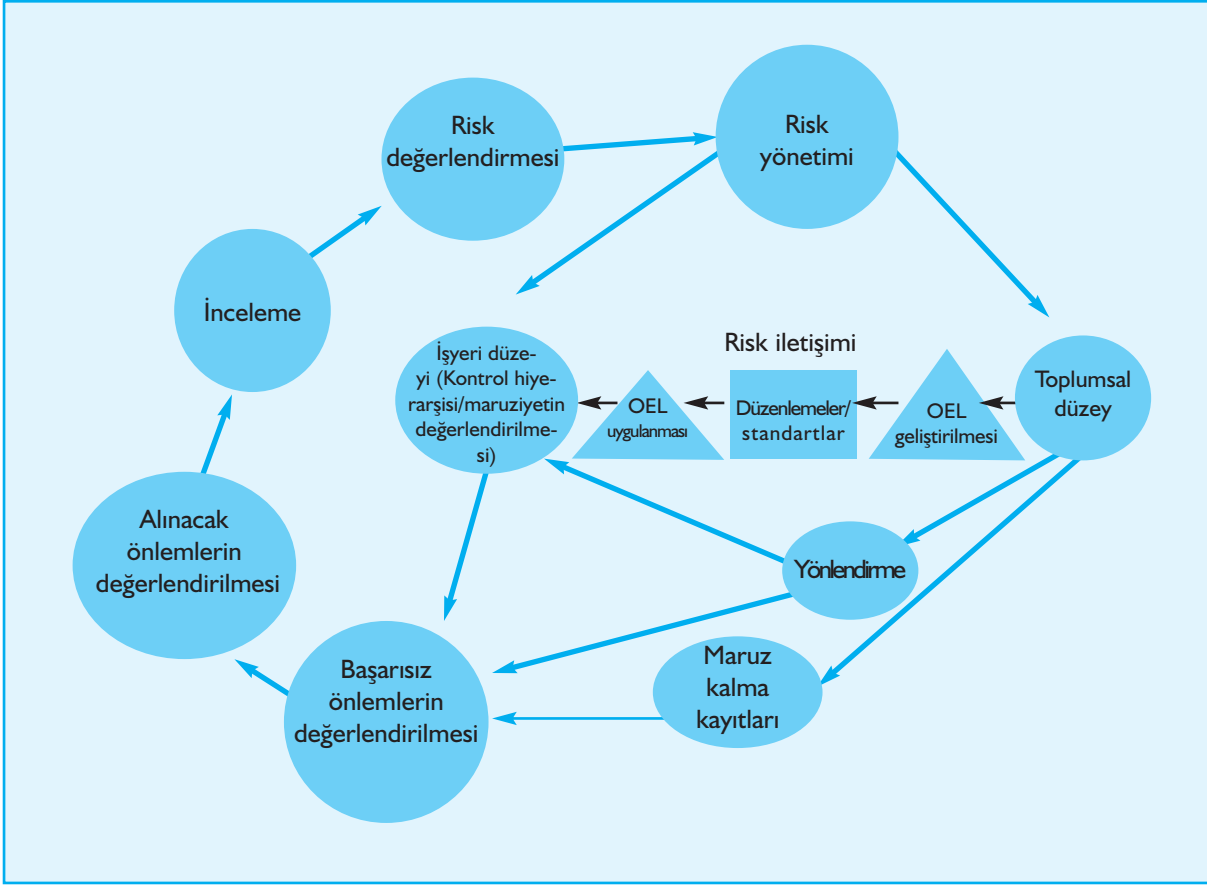 Risk
değerlendirmesi
Risk
yönetimi
İnceleme
İşyeri düze-
yi (Kontrol hiye-
rarşisi/maruziyetin
değerlendirilme-
si)
Risk iletişimi
OEL
uygulanması
Düzenlemeler/
standartlar
OEL
geliştirilmesi
Toplumsal
düzey
Alınacak
önlemlerin
değerlendirilmesi
Yönlendirme
Başarısız
önlemlerin
değerlendirilmesi
Maruz
kalma
kayıtları